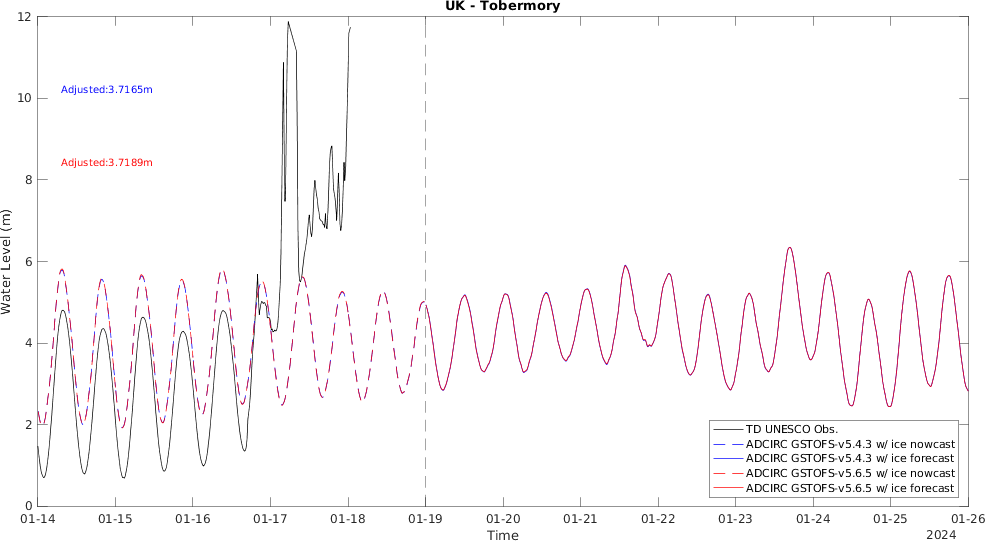 UK - Tobermory
12
10
8
6
4
2
0
Water Level (m)
Adjusted:3.7165m
Adjusted:3.7189m
TD UNESCO Obs.
ADCIRC GSTOFS-v5.4.3 w/ ice nowcast
ADCIRC GSTOFS-v5.4.3 w/ ice forecast
ADCIRC GSTOFS-v5.6.5 w/ ice nowcast
ADCIRC GSTOFS-v5.6.5 w/ ice forecast
01-14 01-15 01-16 01-17 01-18 01-19 01-20 01-21 01-22 01-23 01-24 01-25 01-26
Time
2024